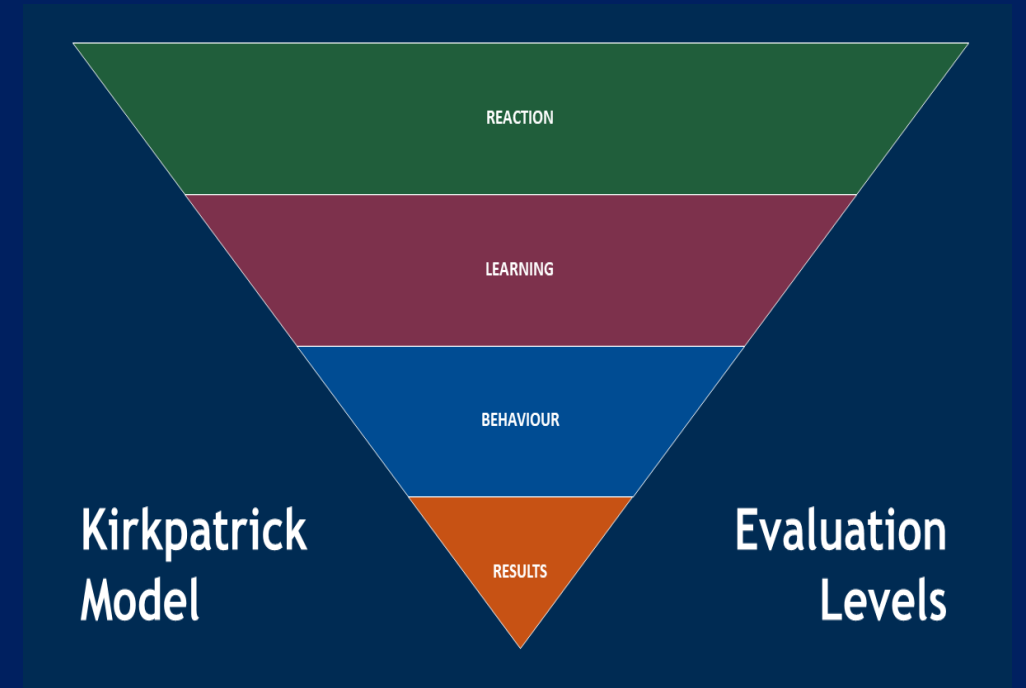 REACTION
LEARNING
BEHAVIOUR
RESULTS
Kirkpatrick
Model
Evaluation
Levels